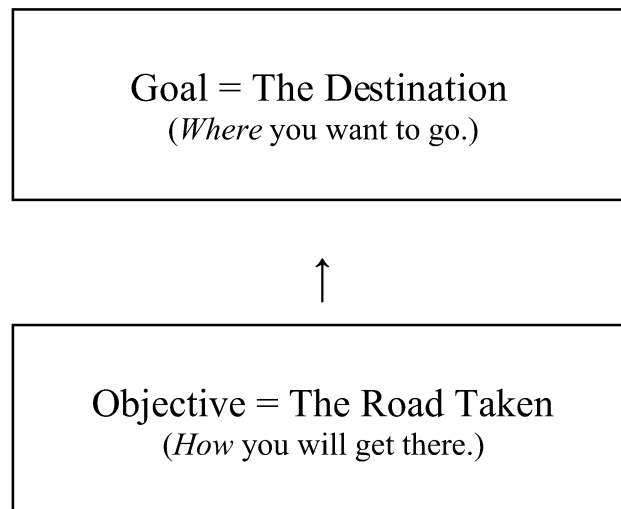 Goal = The Destination
(Where you want to go.)
↑
Objective = The Road Taken
(How you will get there.)